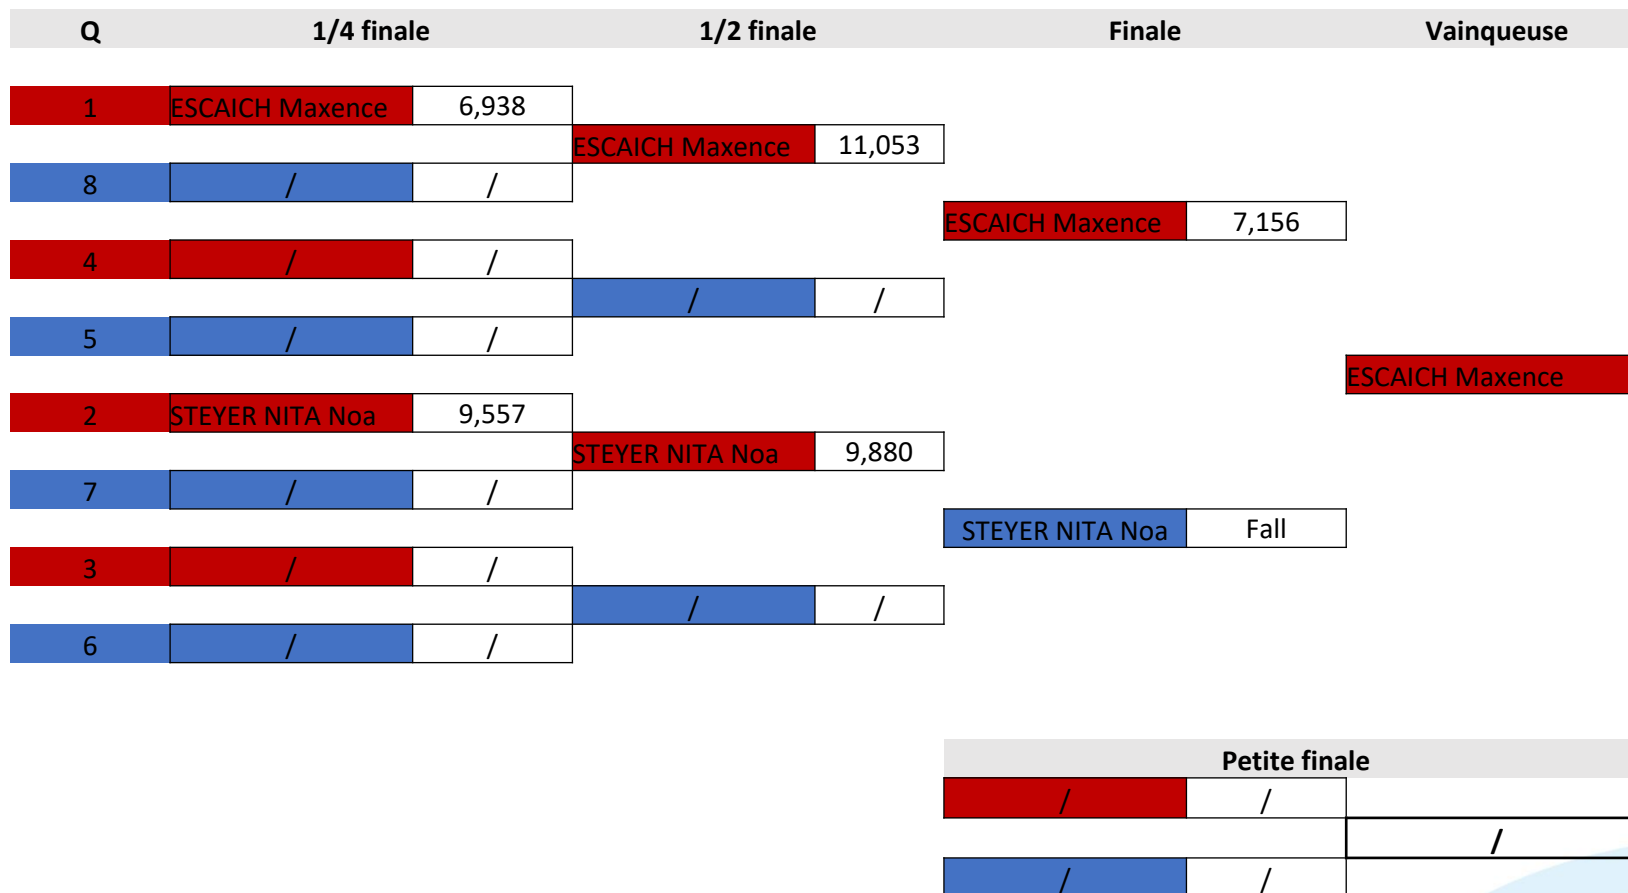 Q 1/4 finale 1/2 finale Finale Vainqueuse
1 ESCAICH Maxence 6,938
ESCAICH Maxence 11,053
8 / /
ESCAICH Maxence 7,156
4 / /
/ /
5 / /
ESCAICH Maxence
2 STEYER NITA Noa 9,557
STEYER NITA Noa 9,880
7 / /
STEYER NITA Noa Fall
3 / /
/ /
6 / /
Petite finale
/ /
/
/ /